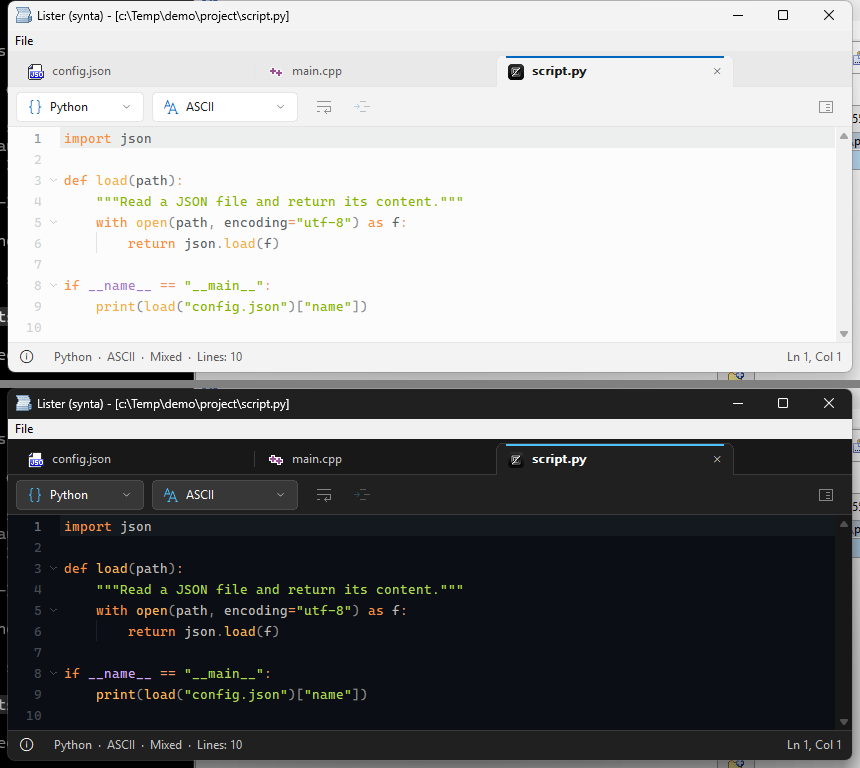 Lister (synta) - [c:\Temp\demo\project\script.py]
File
config.json main.cpp script.py ×
{} Python AA ASCII
1 import json
2
3 def load(path):
4     """Read a JSON file and return its content."""
5     with open(path, encoding="utf-8") as f:
6         return json.load(f)
7
8 if __name__ == "__main__":
9     print(load("config.json")["name"])
10
Python · ASCII · Mixed · Lines: 10 Ln 1, Col 1
Lister (synta) - [c:\Temp\demo\project\script.py]
File
config.json main.cpp script.py ×
{} Python AA ASCII
1 import json
2
3 def load(path):
4     """Read a JSON file and return its content."""
5     with open(path, encoding="utf-8") as f:
6         return json.load(f)
7
8 if __name__ == "__main__":
9     print(load("config.json")["name"])
10
Python · ASCII · Mixed · Lines: 10 Ln 1, Col 1